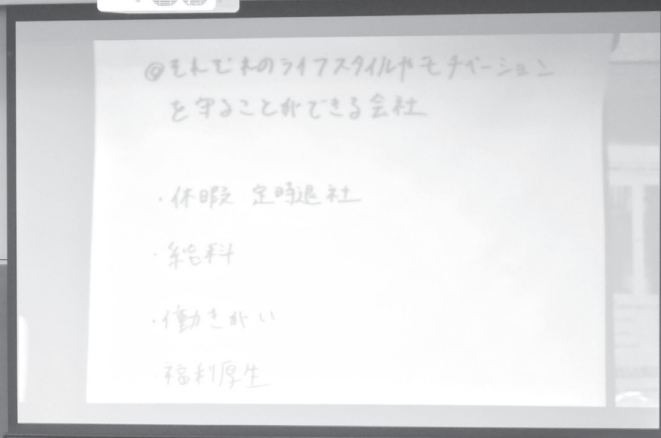 ◎それぞれのライフスタイルやモチベーション
を守ることができる会社
・休暇 定時退社
・給料
・働きがい
・福利厚生